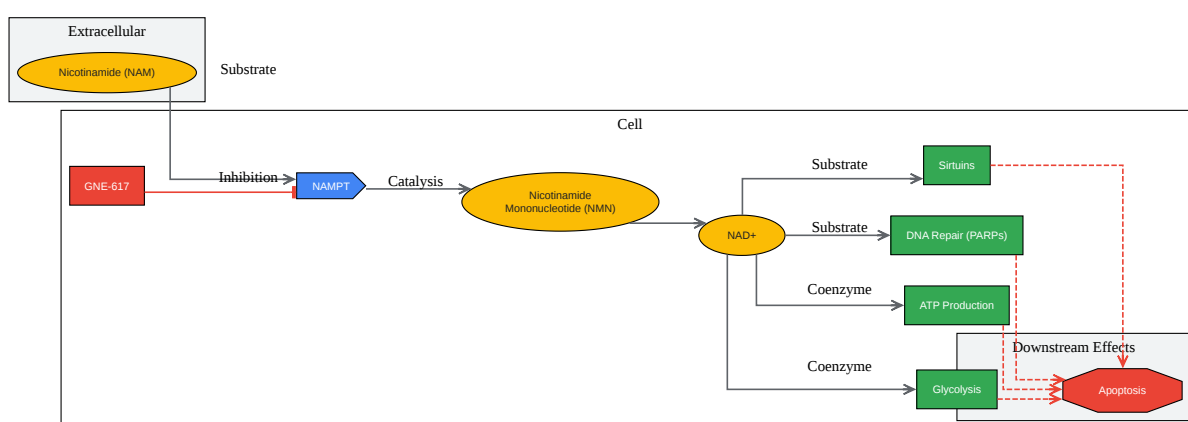 Extracellular
Nicotinamide (NAM)
Substrate
Cell
GNE-617
Inhibition
NAMPT
Catalysis
Nicotinamide
Mononucleotide (NMN)
NAD+
Substrate
Sirtuins
Substrate
DNA Repair (PARPs)
Coenzyme
ATP Production
Coenzyme
Glycolysis
Downstream Effects
Apoptosis